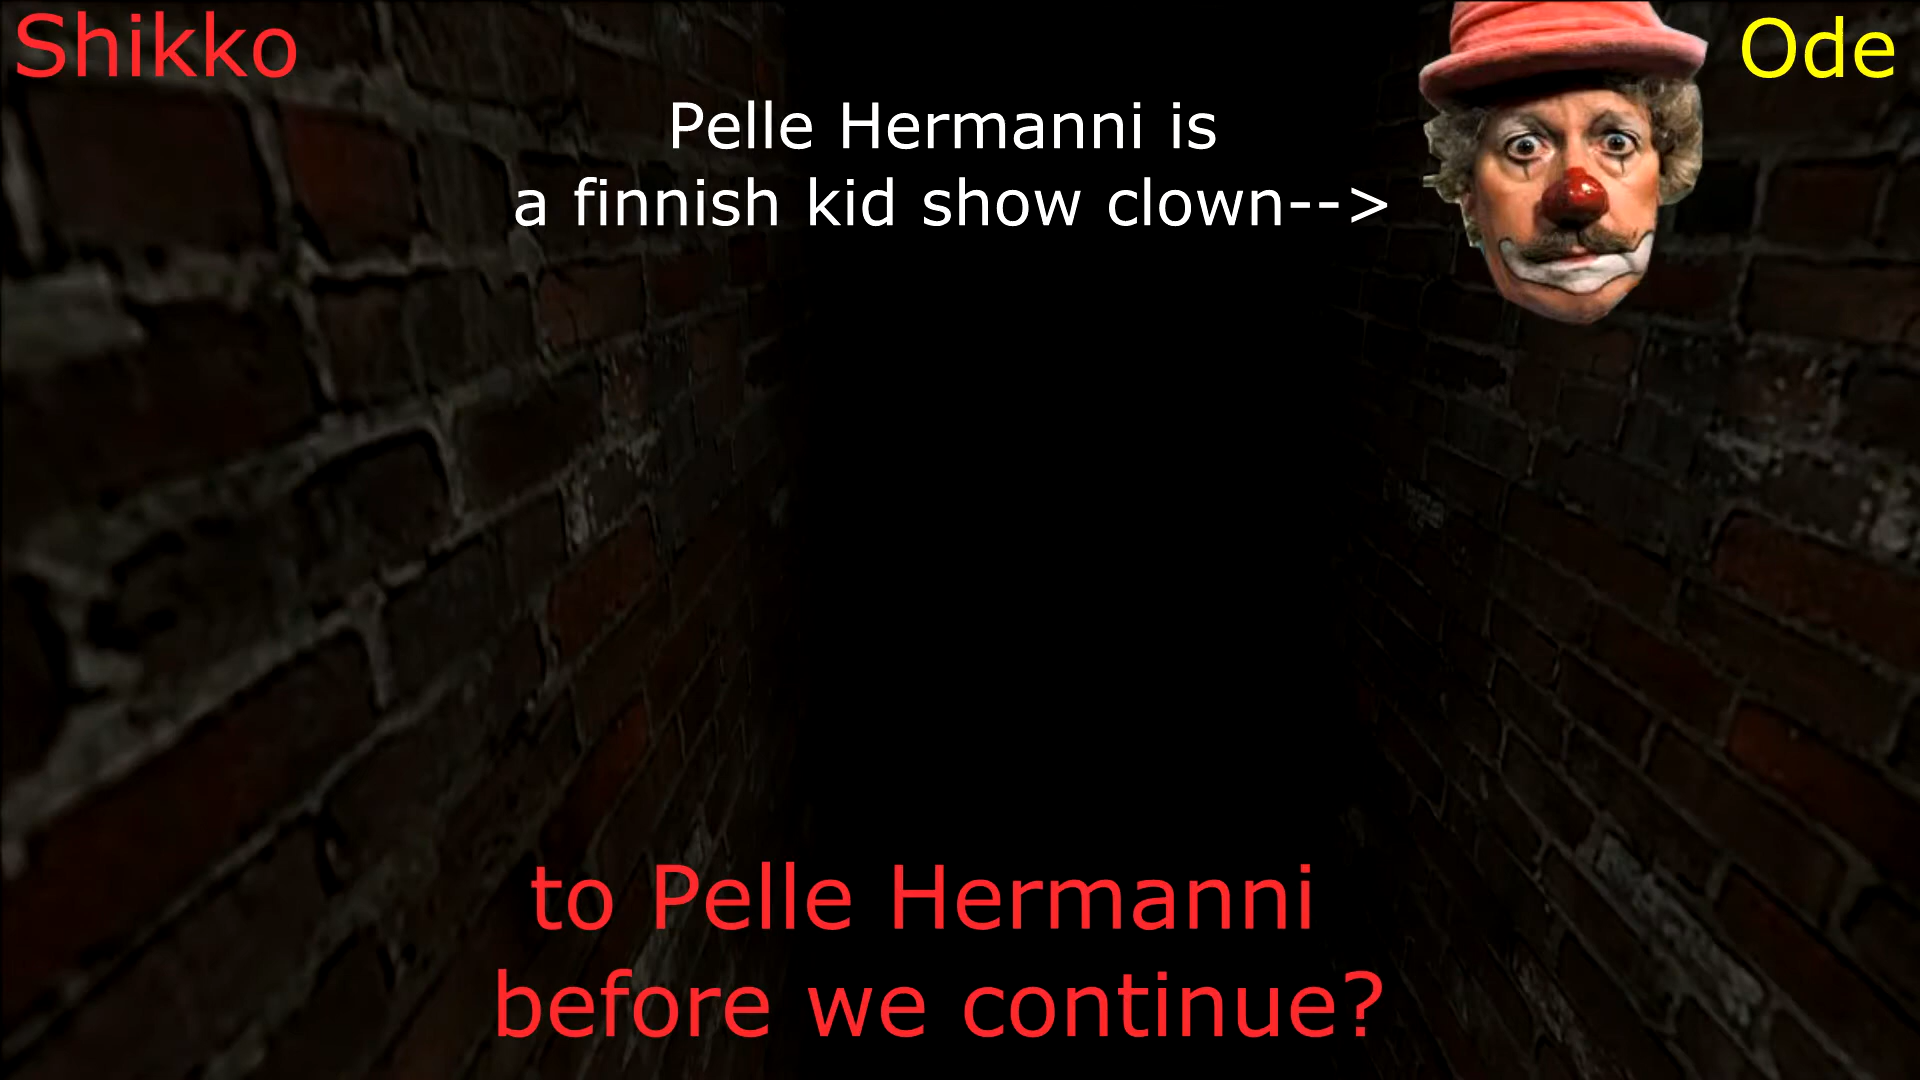 Shikko
Ode
Pelle Hermanni is
a finnish kid show clown-->
to Pelle Hermanni
before we continue?